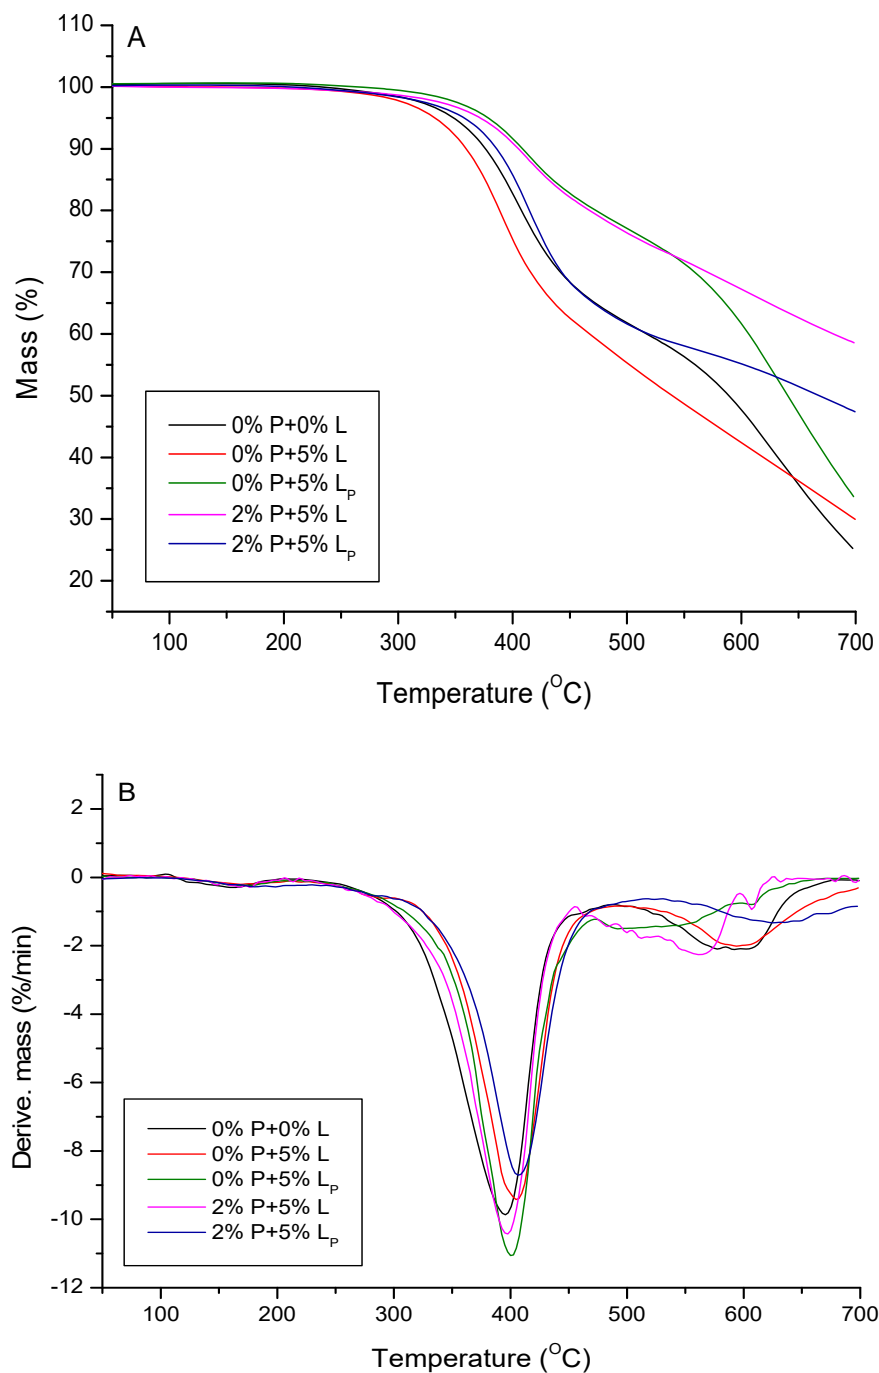 A
110
100
90
80
70
60
50
40
30
20
Mass (%)
0% P+0% L
0% P+5% L
0% P+5% LP
2% P+5% L
2% P+5% LP
100 200 300 400 500 600 700
Temperature (OC)
B
2
0
-2
-4
-6
-8
-10
-12
Derive. mass (%/min)
0% P+0% L
0% P+5% L
0% P+5% LP
2% P+5% L
2% P+5% LP
100 200 300 400 500 600 700
Temperature (OC)